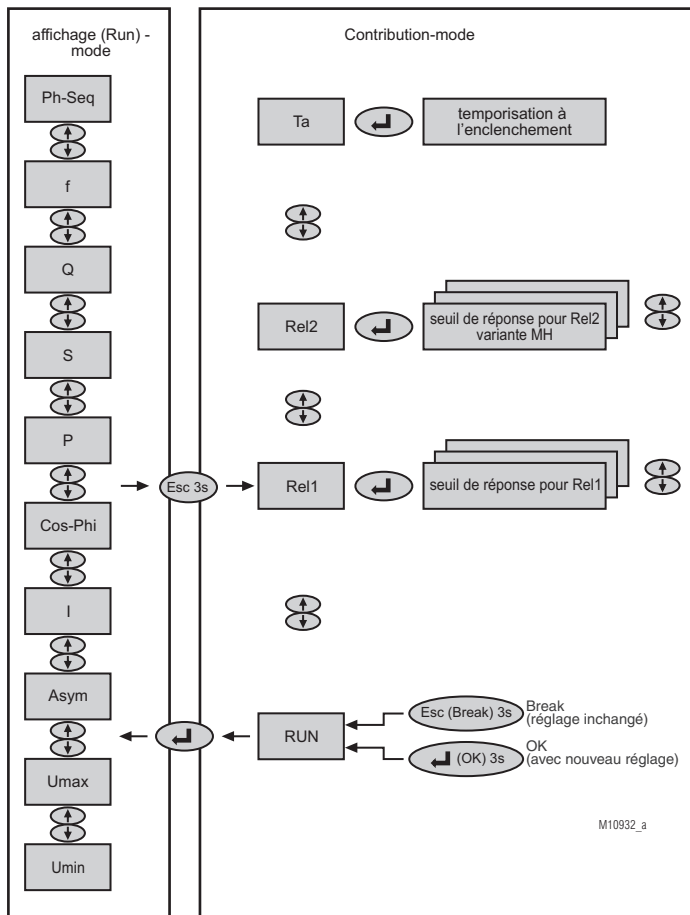 affichage (Run) -
mode
Ph-Seq
f
Q
S
P
Cos-Phi
I
Asym
Umax
Umin
Esc 3s
Contribution-mode
Ta
temporisation à
l'enclenchement
Rel2
seuil de réponse pour Rel2
variante MH
Rel1
seuil de réponse pour Rel1
RUN
Esc (Break) 3s
Break
(réglage inchangé)
(OK) 3s
OK
(avec nouveau réglage)
M10932_a